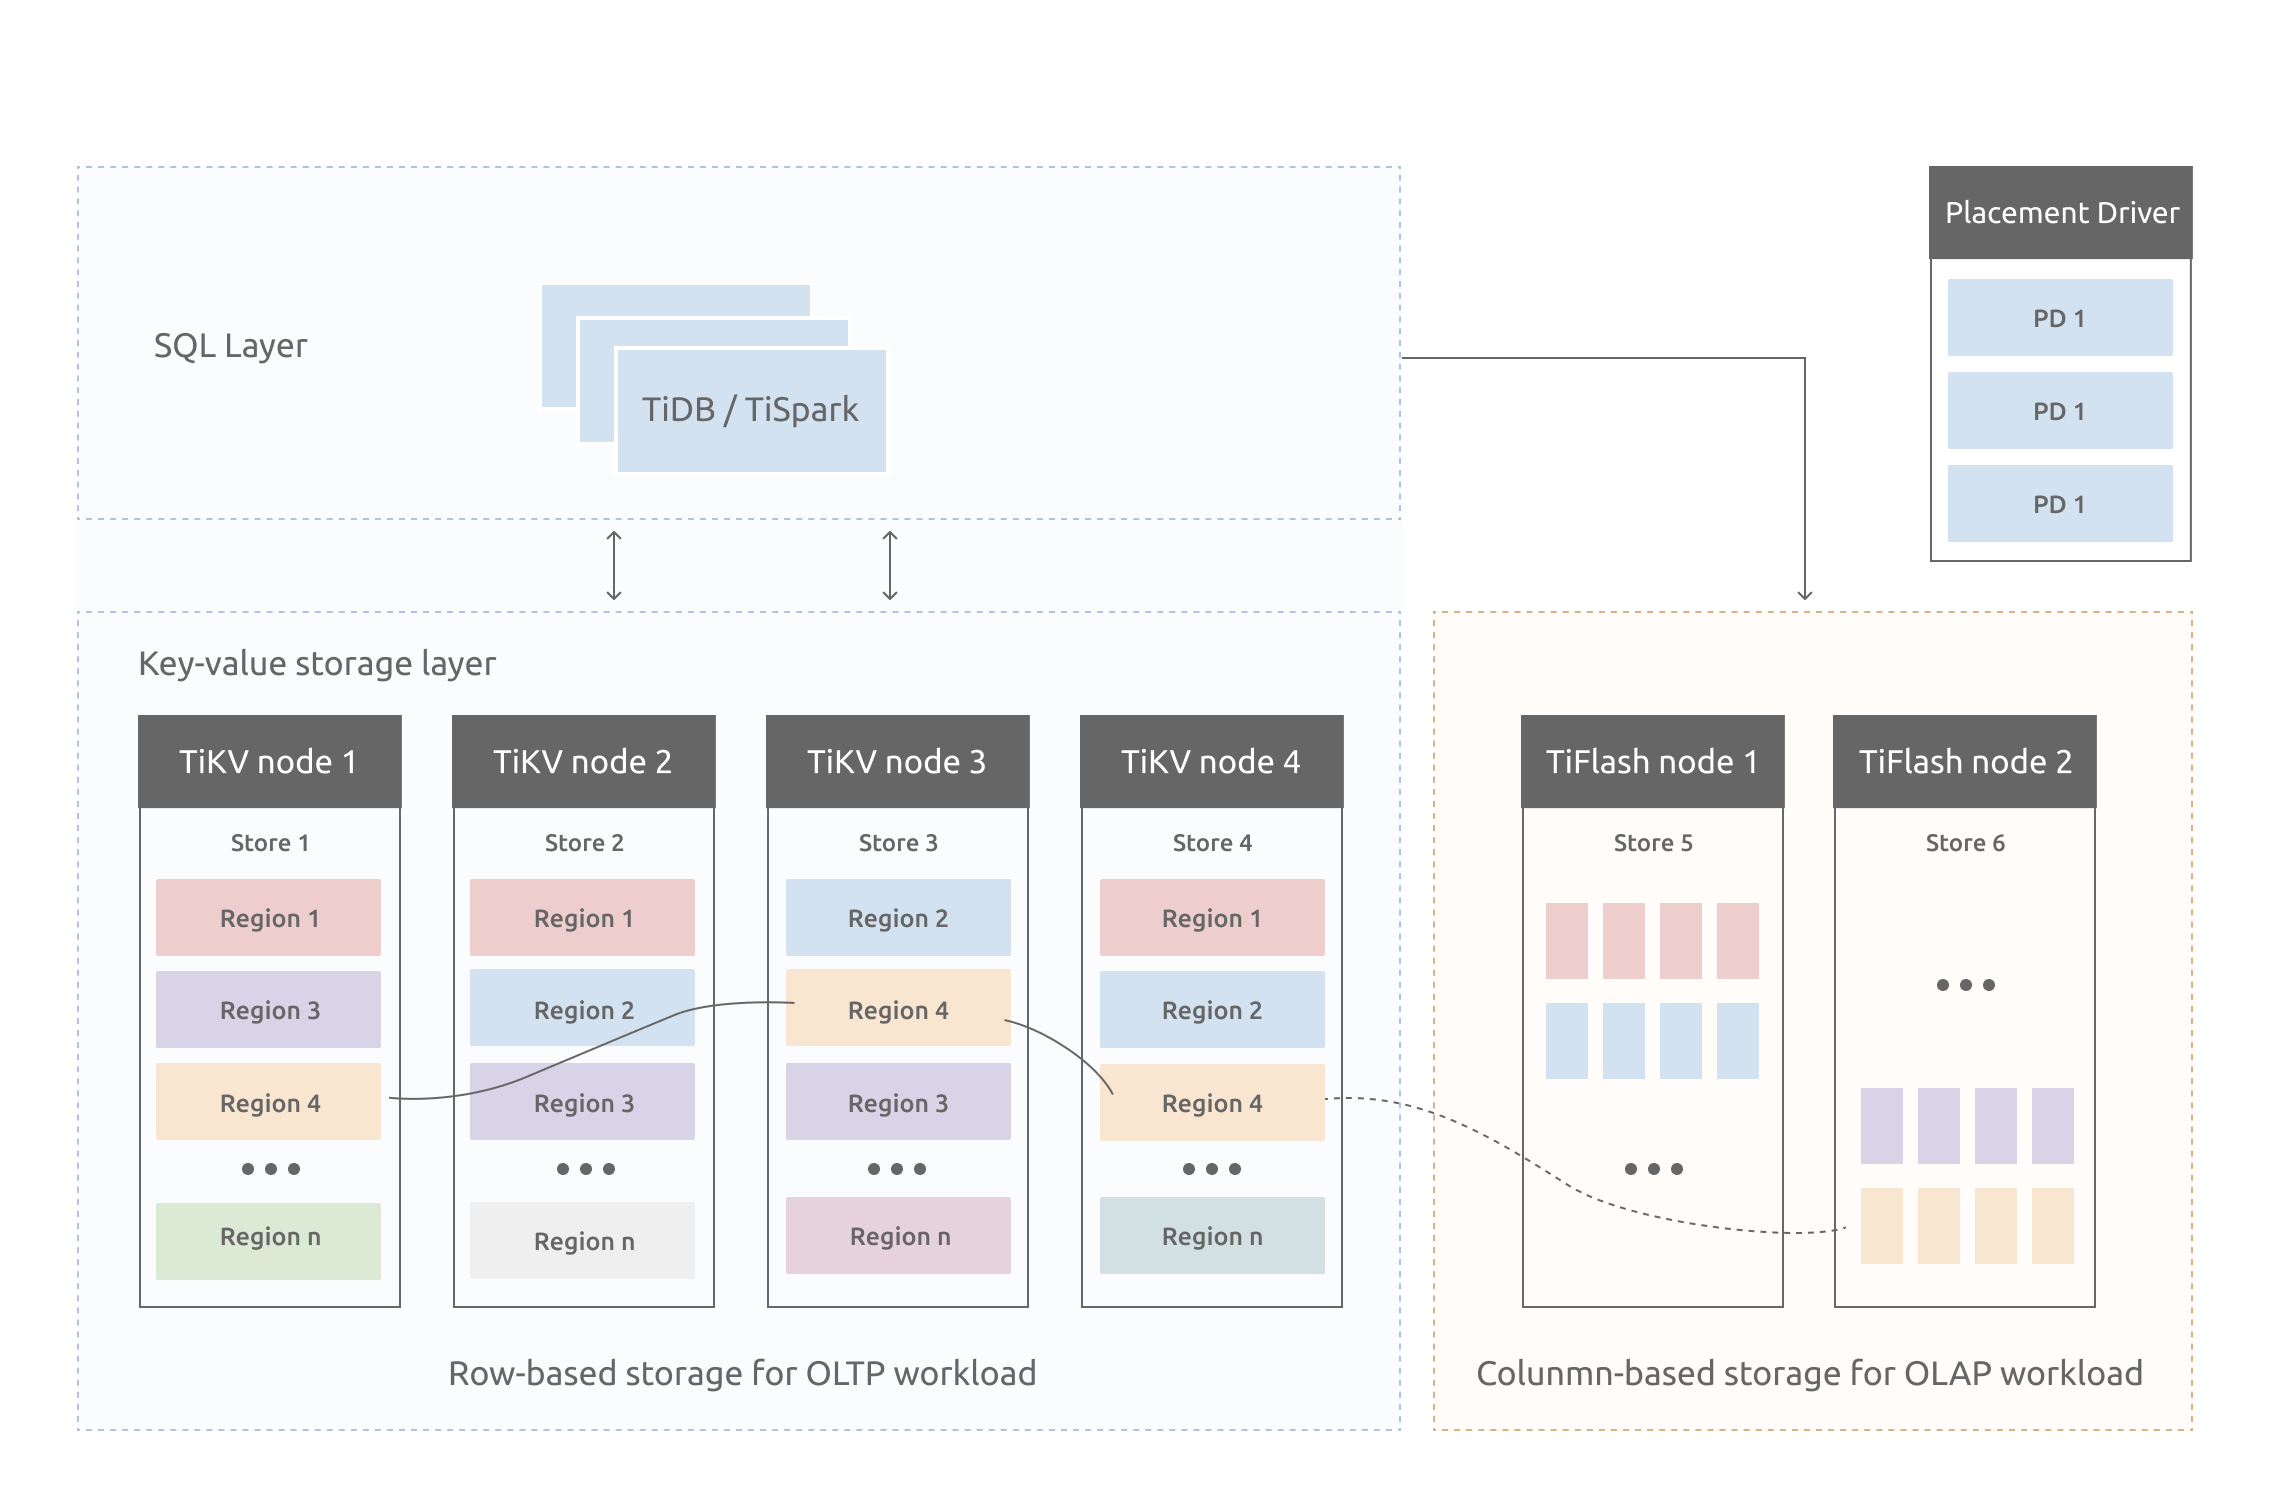 SQL Layer
TiDB / TiSpark
Placement Driver
PD 1
PD 1
PD 1
Key-value storage layer
TiKV node 1
Store 1
Region 1
Region 3
Region 4
Region n
TiKV node 2
Store 2
Region 1
Region 2
Region 3
Region n
TiKV node 3
Store 3
Region 2
Region 4
Region 3
Region n
TiKV node 4
Store 4
Region 1
Region 2
Region 4
Region n
Row-based storage for OLTP workload
TiFlash node 1
Store 5
TiFlash node 2
Store 6
Colunmn-based storage for OLAP workload